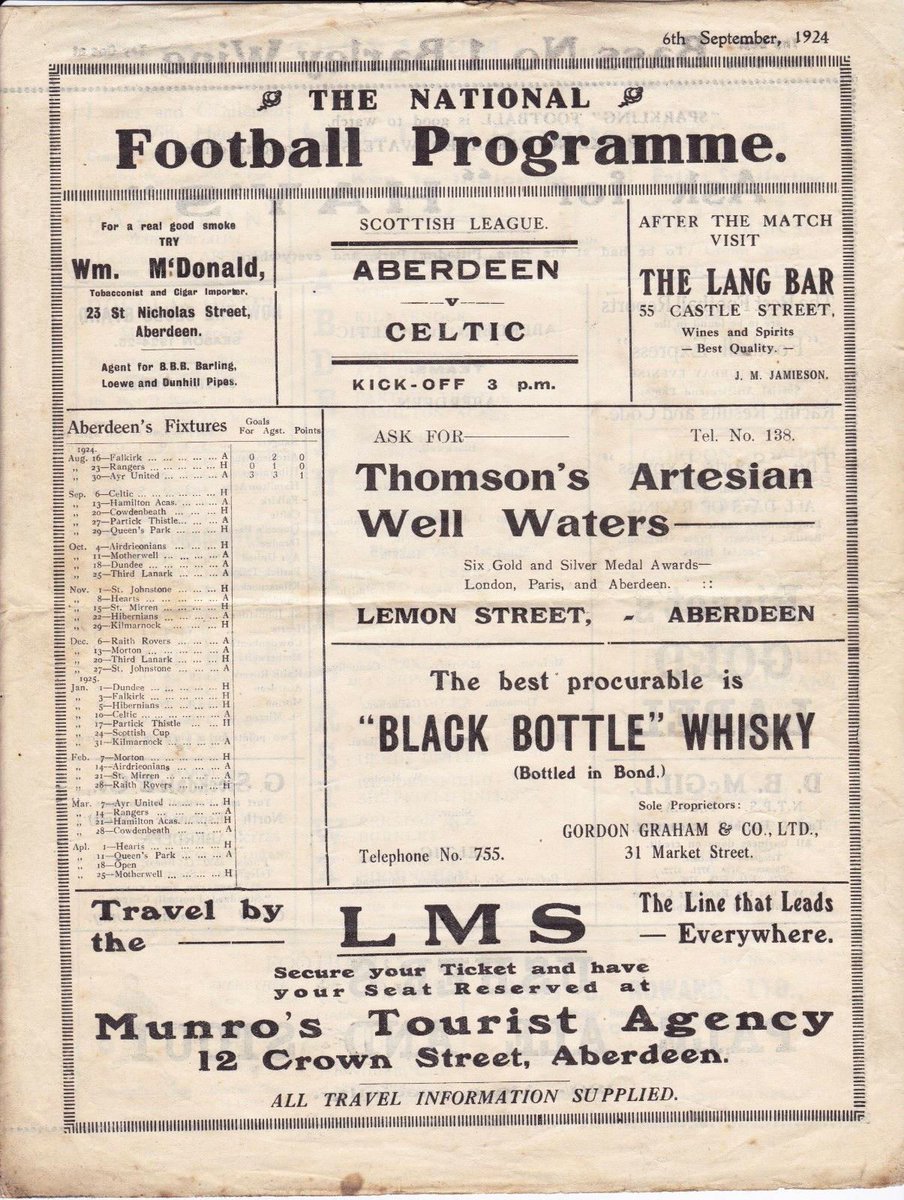 6th September, 1924
THE NATIONAL
Football Programme.
For a real good smoke
TRY
Wm. M'Donald,
Tobacconist and Cigar Importer.
23 St Nicholas Street,
Aberdeen.
Agent for B.B.B. Barling,
Loewe and Dunhill Pipes.
SCOTTISH LEAGUE.
ABERDEEN
v
CELTIC
KICK-OFF 3 p.m.
AFTER THE MATCH
VISIT
THE LANG BAR
55 CASTLE STREET,
Wines and Spirits
— Best Quality. —
J. M. JAMIESON.
Aberdeen's Fixtures Goals For Agst. Points
1924.
Aug. 16—Falkirk ... ... ... ... A 0 2 0
„ 23—Rangers ... ... ... ... H 0 1 0
„ 30—Ayr United ... ... ... A 3 3 1
Sep. 6—Celtic ... ... ... ... ... H
„ 13—Hamilton Acas. ... ... ... A
„ 20—Cowdenbeath ... ... ... H
„ 27—Partick Thistle... ... ... A
„ 29—Queen's Park ... ... ... H
Oct. 4—Airdrieonians ... ... ... H
„ 11—Motherwell ... ... ... A
„ 18—Dundee ... ... ... ... A
„ 25—Third Lanark ... ... ... A
Nov. 1—St. Johnstone ... ... ... H
„ 8—Hearts ... ... ... ... A
„ 15—St. Mirren ... ... ... ... H
„ 22—Hibernians ... ... ... A
„ 29—Kilmarnock ... ... ... H
Dec. 6—Raith Rovers ... ... ... A
„ 13—Morton ... ... ... ... A
„ 20—Third Lanark ... ... ... H
„ 27—St. Johnstone ... ... ... A
1925.
Jan. 1—Dundee ... ... ... ... H
„ 3—Falkirk ... ... ... ... H
„ 5—Hibernians ... ... ... H
„ 10—Celtic ... ... ... ... A
„ 17—Partick Thistle ... ... H
„ 24—Scottish Cup
„ 31—Kilmarnock ... ... ... A
Feb. 7—Morton ... ... ... ... H
„ 14—Airdrieonians ... ... ... A
„ 21—St. Mirren ... ... ... A
„ 28—Raith Rovers ... ... ... H
Mar. 7—Ayr United ... ... ... H
„ 14—Rangers ... ... ... ... A
„ 21—Hamilton Acas. ... ... ... H
„ 28—Cowdenbeath ... ... ... A
Apl. 1—Hearts ... ... ... ... H
„ 11—Queen's Park ... ... ... A
„ 18—Open
„ 25—Motherwell ... ... ... H
ASK FOR—— Tel. No. 138.
Thomson's Artesian
Well Waters——
Six Gold and Silver Medal Awards—
London, Paris, and Aberdeen. ::
LEMON STREET, - ABERDEEN
The best procurable is
"BLACK BOTTLE" WHISKY
(Bottled in Bond.)
Sole Proprietors:
GORDON GRAHAM & CO., LTD.,
Telephone No. 755. 31 Market Street.
Travel by
the ——
LMS
The Line that Leads
— Everywhere.
Secure your Ticket and have
your Seat Reserved at
Munro's Tourist Agency
12 Crown Street, Aberdeen.
ALL TRAVEL INFORMATION SUPPLIED.